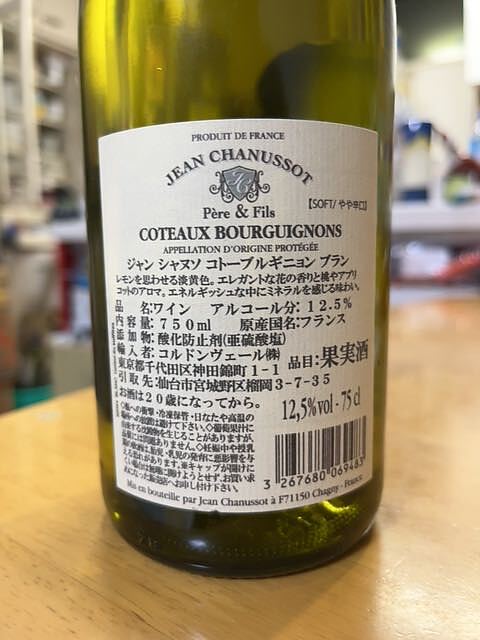 PRODUIT DE FRANCE
JEAN CHANUSSOT
Père & Fils
【SOFT/ やや辛口】
COTEAUX BOURGUIGNONS
APPELLATION D'ORIGINE PROTÉGÉE
ジャン シャヌソ コトーブルギニョン ブラン
レモンを思わせる淡黄色。エレガントな花の香りと桃やアプリ
コットのアロマ。エネルギッシュな中にミネラルを感じる味わい。
品 名:ワイン アルコール分:12.5%
内容量:750ml 原産国名:フランス
添加物:酸化防止剤(亜硫酸塩)
輸入者:コルドンヴェール㈱
東京都千代田区神田錦町1-1
品目:果実酒
引取先:仙台市宮城野区榴岡3-7-35
お酒は20歳になってから。
12,5%vol - 75 cl
3 267680 069483
Mis en bouteille par Jean Chanussot à F71150 Chagny - France